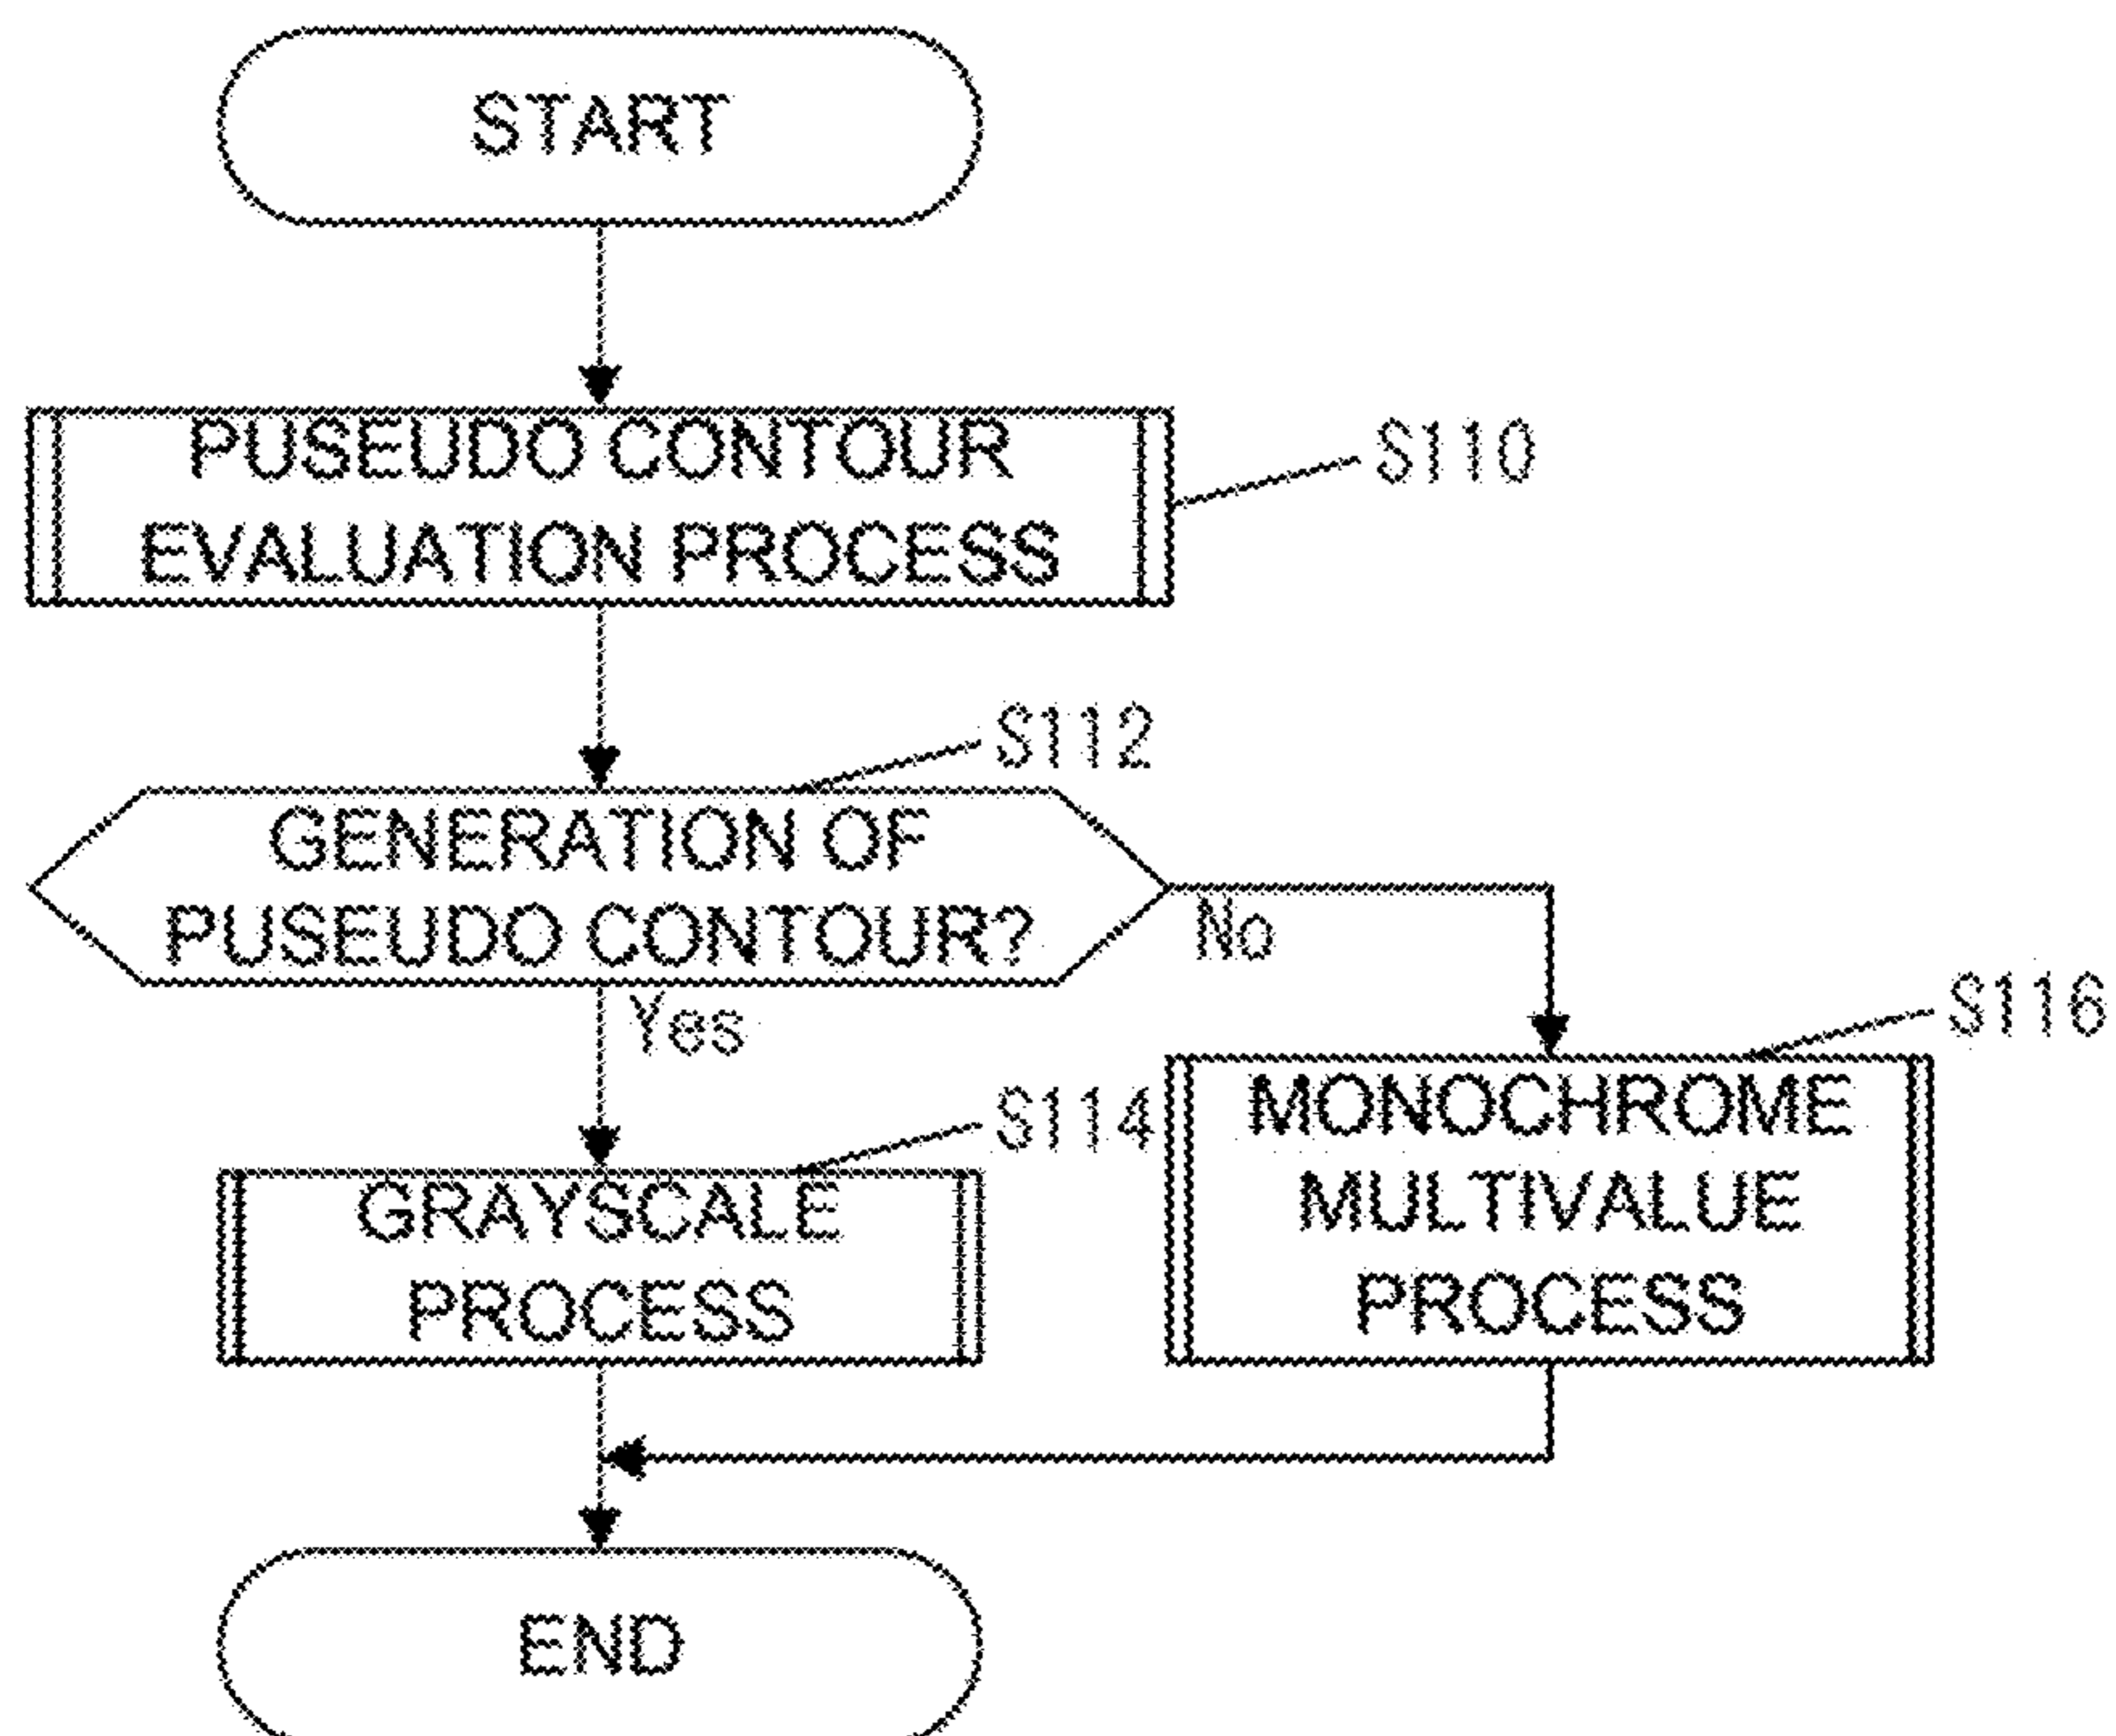 START
PUSEUDO CONTOUR
EVALUATION PROCESS
S110
S112
GENERATION OF
PUSEUDO CONTOUR?
No
Yes
S116
S114
MONOCHROME
MULTIVALUE
PROCESS
GRAYSCALE
PROCESS
END